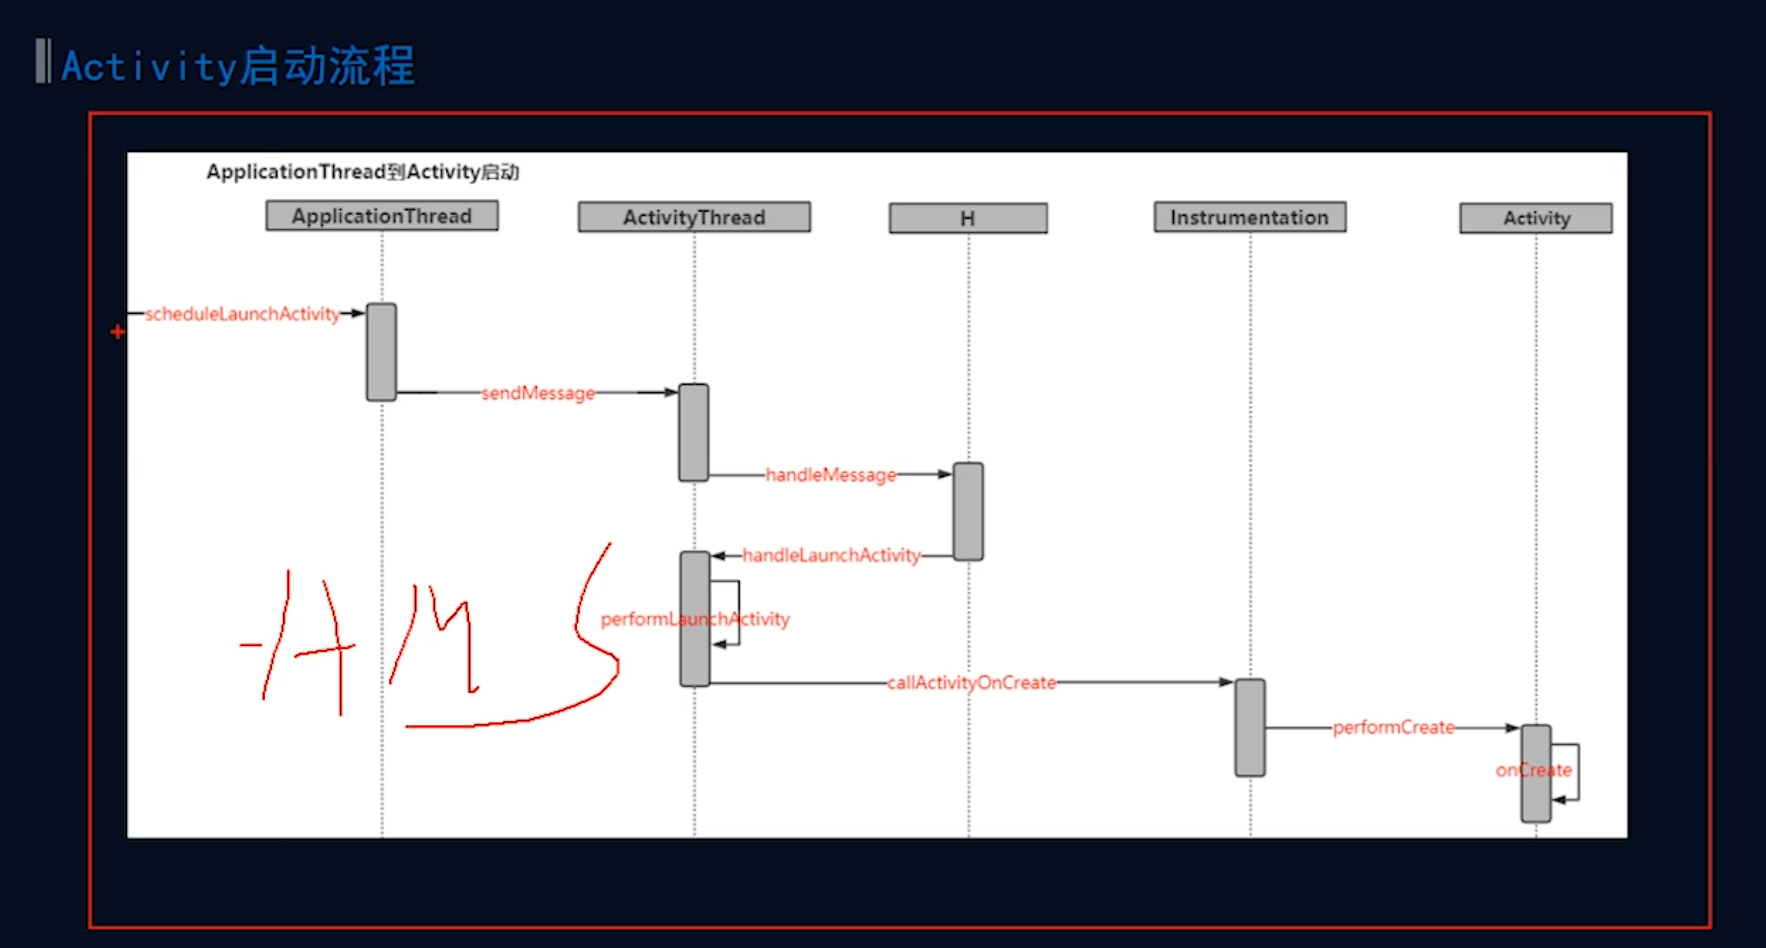 Activity启动流程
ApplicationThread到Activity启动
ApplicationThread
ActivityThread
H
Instrumentation
Activity
scheduleLaunchActivity
sendMessage
handleMessage
handleLaunchActivity
performLaunchActivity
callActivityOnCreate
performCreate
onCreate
AMS